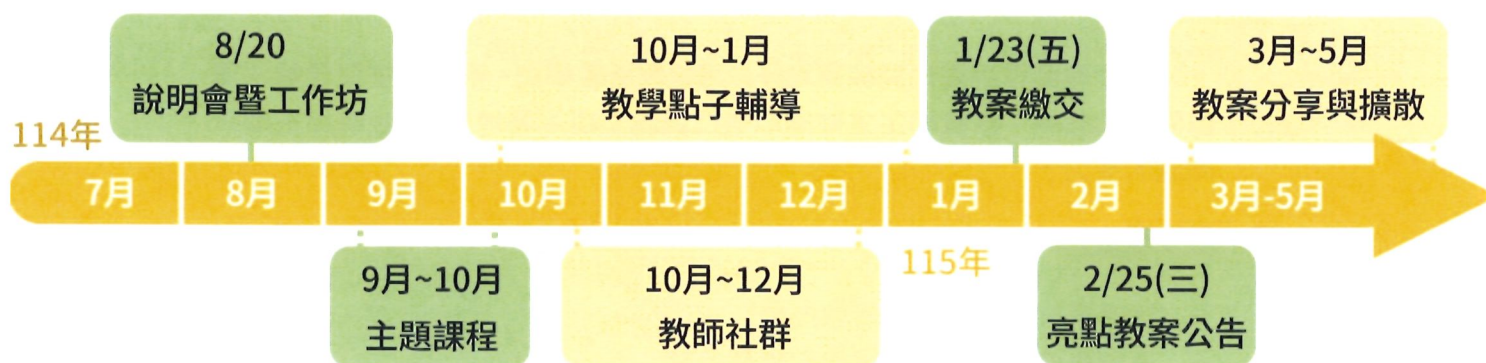 8/20
說明會暨工作坊
10月~1月
教學點子輔導
1/23(五)
教案繳交
3月~5月
教案分享與擴散
114年
7月
8月
9月
10月
11月
12月
1月
2月
3月-5月
115年
9月~10月
主題課程
10月~12月
教師社群
2/25(三)
亮點教案公告